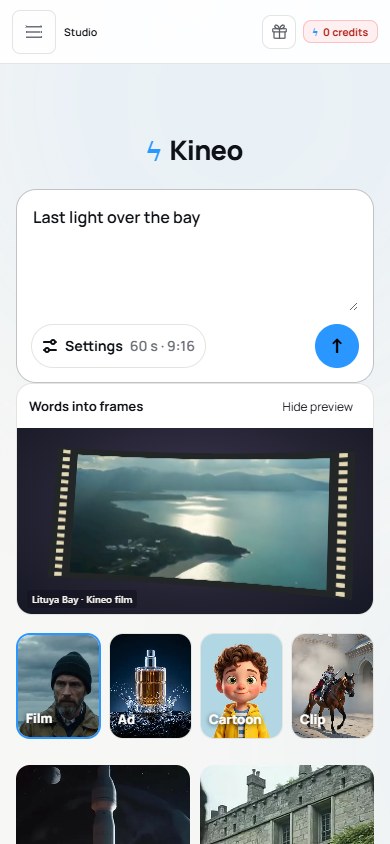 Studio
0 credits
Kineo
Last light over the bay
Settings 60 s · 9:16
Words into frames
Hide preview
Lituya Bay · Kineo film
Film
Ad
Cartoon
Clip